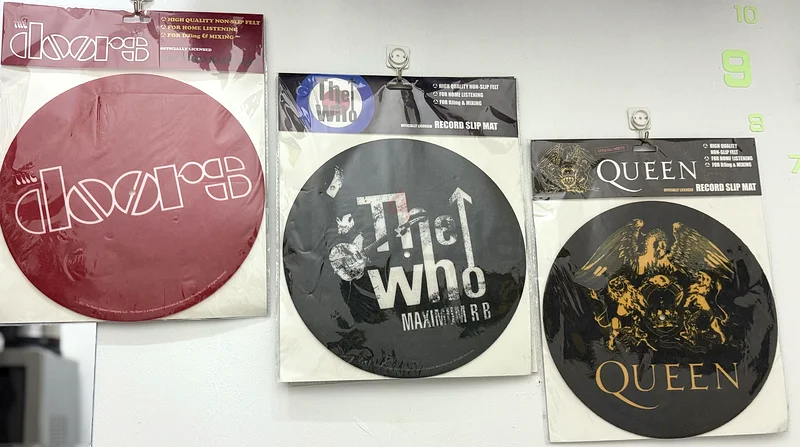 THE
doors
HIGH QUALITY NON-SLIP FELT
FOR HOME LISTENING
FOR DJing & MIXING
OFFICIALLY LICENSED
THE
doors
The
Who
HIGH QUALITY NON-SLIP FELT
FOR HOME LISTENING
FOR DJing & MIXING
OFFICIALLY LICENSED RECORD SLIP MAT
The
who
MAXIMUM R B
QUEEN
HIGH QUALITY
NON-SLIP FELT
FOR HOME LISTENING
FOR DJing & MIXING
OFFICIALLY LICENSED RECORD SLIP MAT
QUEEN
10
9
8
7